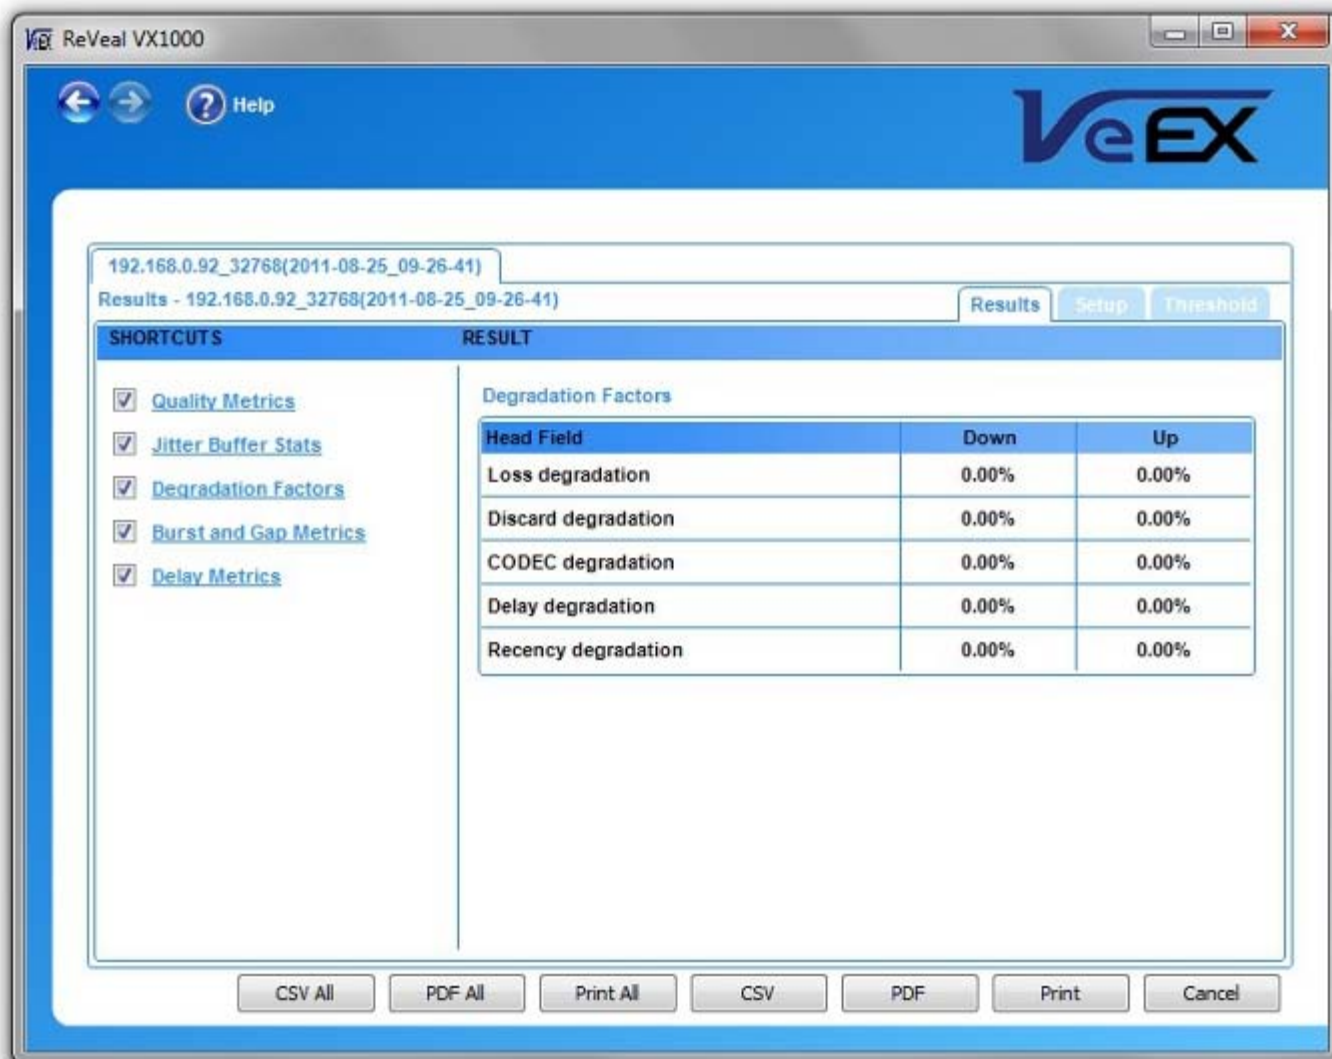 VeEX ReVeal VX1000
? Help
VeEX
192.168.0.92_32768(2011-08-25_09-26-41)
Results - 192.168.0.92_32768(2011-08-25_09-26-41)
Results Setup Threshold
SHORTCUTS RESULT
Quality Metrics
Jitter Buffer Stats
Degradation Factors
Burst and Gap Metrics
Delay Metrics
Degradation Factors
Head Field Down Up
Loss degradation 0.00% 0.00%
Discard degradation 0.00% 0.00%
CODEC degradation 0.00% 0.00%
Delay degradation 0.00% 0.00%
Recency degradation 0.00% 0.00%
CSV All PDF All Print All CSV PDF Print Cancel